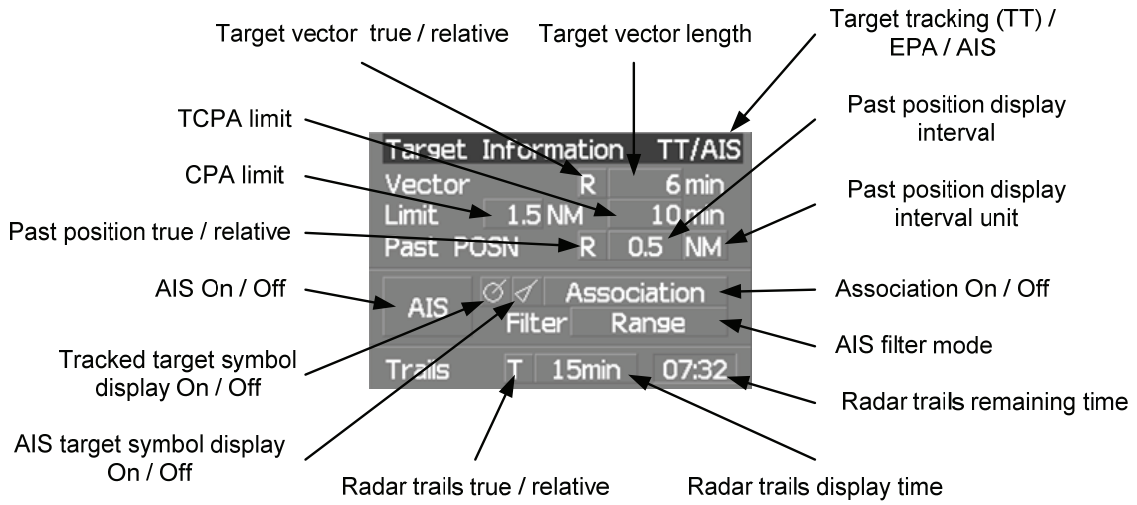 Target vector true / relative
Target vector length
Target tracking (TT) /
EPA / AIS
TCPA limit
Past position display
interval
CPA limit
Past position display
interval unit
Past position true / relative
AIS On / Off
Association On / Off
AIS filter mode
Tracked target symbol
display On / Off
Radar trails remaining time
AIS target symbol display
On / Off
Radar trails true / relative
Radar trails display time
Target Information TT/AIS
Vector R 6 min
Limit 1.5 NM 10 min
Past POSN R 0.5 NM
AIS Association
Filter Range
Trails T 15min 07:32